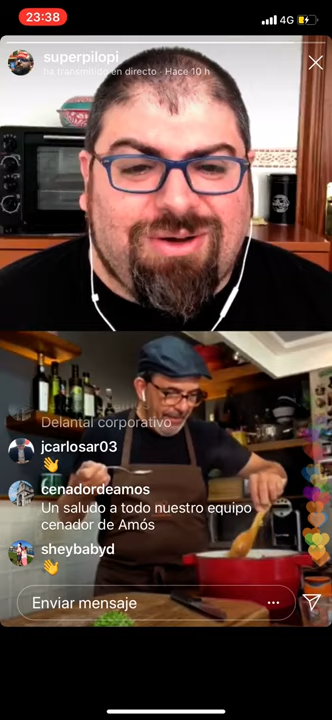 23:38
4G
superpilopi
ha transmitido en directo · Hace 10 h
Delantal corporativo
jcarlosar03
👋
cenadordeamos
Un saludo a todo nuestro equipo
cenador de Amós
sheybabyd
👋
Enviar mensaje